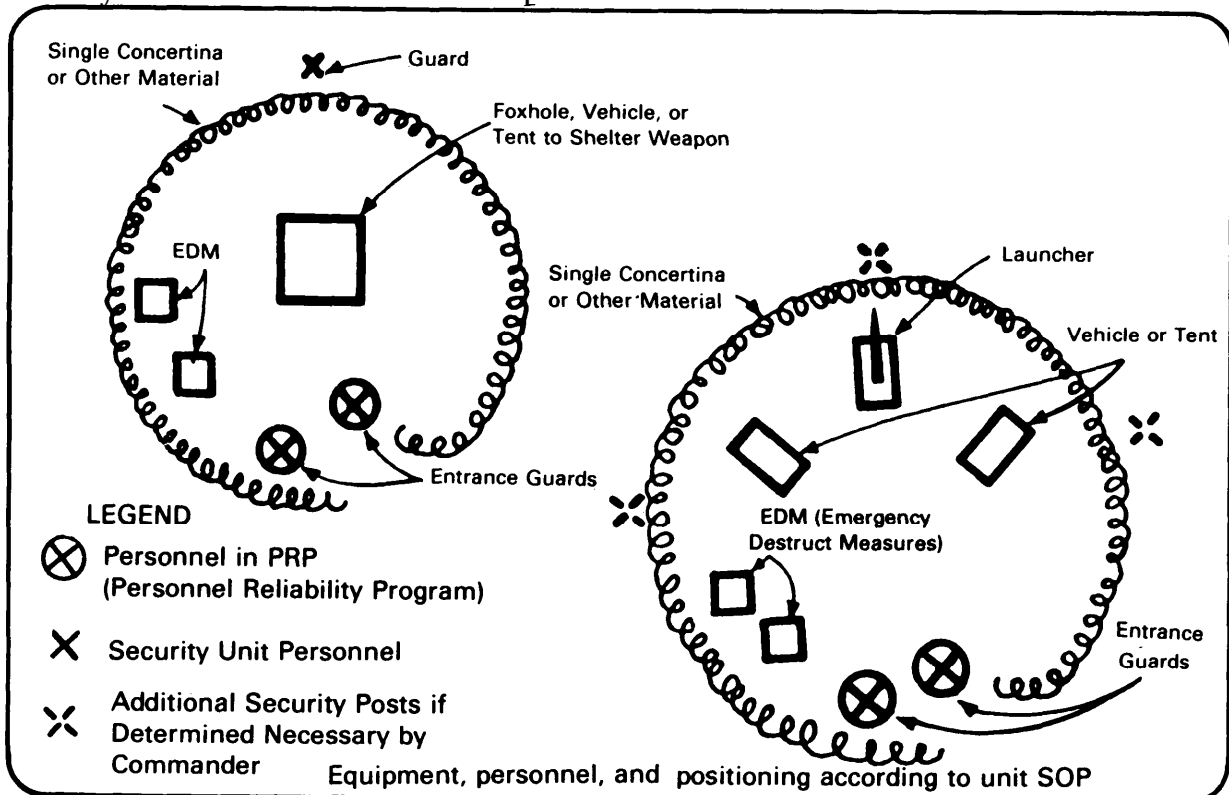 Single Concertina
or Other Material
Guard
Foxhole, Vehicle, or
Tent to Shelter Weapon
EDM
Entrance Guards
Single Concertina
or Other Material
Launcher
Vehicle or Tent
EDM (Emergency
Destruct Measures)
Entrance
Guards
LEGEND
Personnel in PRP
(Personnel Reliability Program)
Security Unit Personnel
Additional Security Posts if
Determined Necessary by
Commander
Equipment, personnel, and positioning according to unit SOP